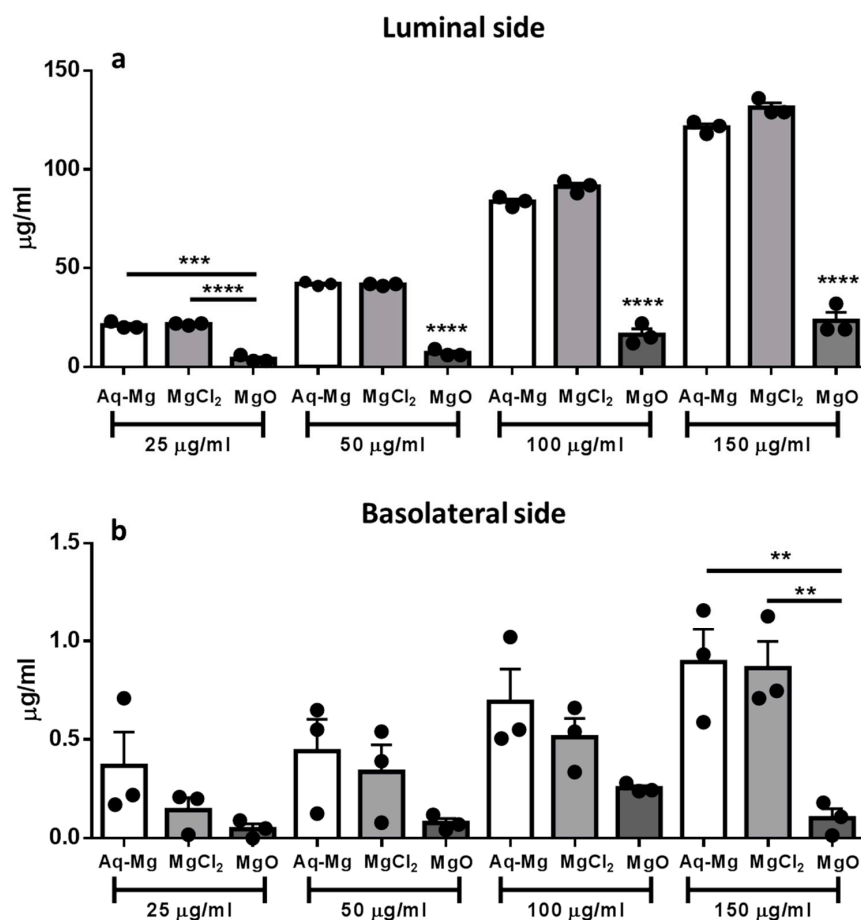 Luminal side
a
150
100
50
0
µg/ml
***
****
****
****
****
Aq-Mg MgCl₂ MgO Aq-Mg MgCl₂ MgO Aq-Mg MgCl₂ MgO Aq-Mg MgCl₂ MgO
25 µg/ml 50 µg/ml 100 µg/ml 150 µg/ml
Basolateral side
b
1.5
1.0
0.5
0.0
µg/ml
**
**
Aq-Mg MgCl₂ MgO Aq-Mg MgCl₂ MgO Aq-Mg MgCl₂ MgO Aq-Mg MgCl₂ MgO
25 µg/ml 50 µg/ml 100 µg/ml 150 µg/ml